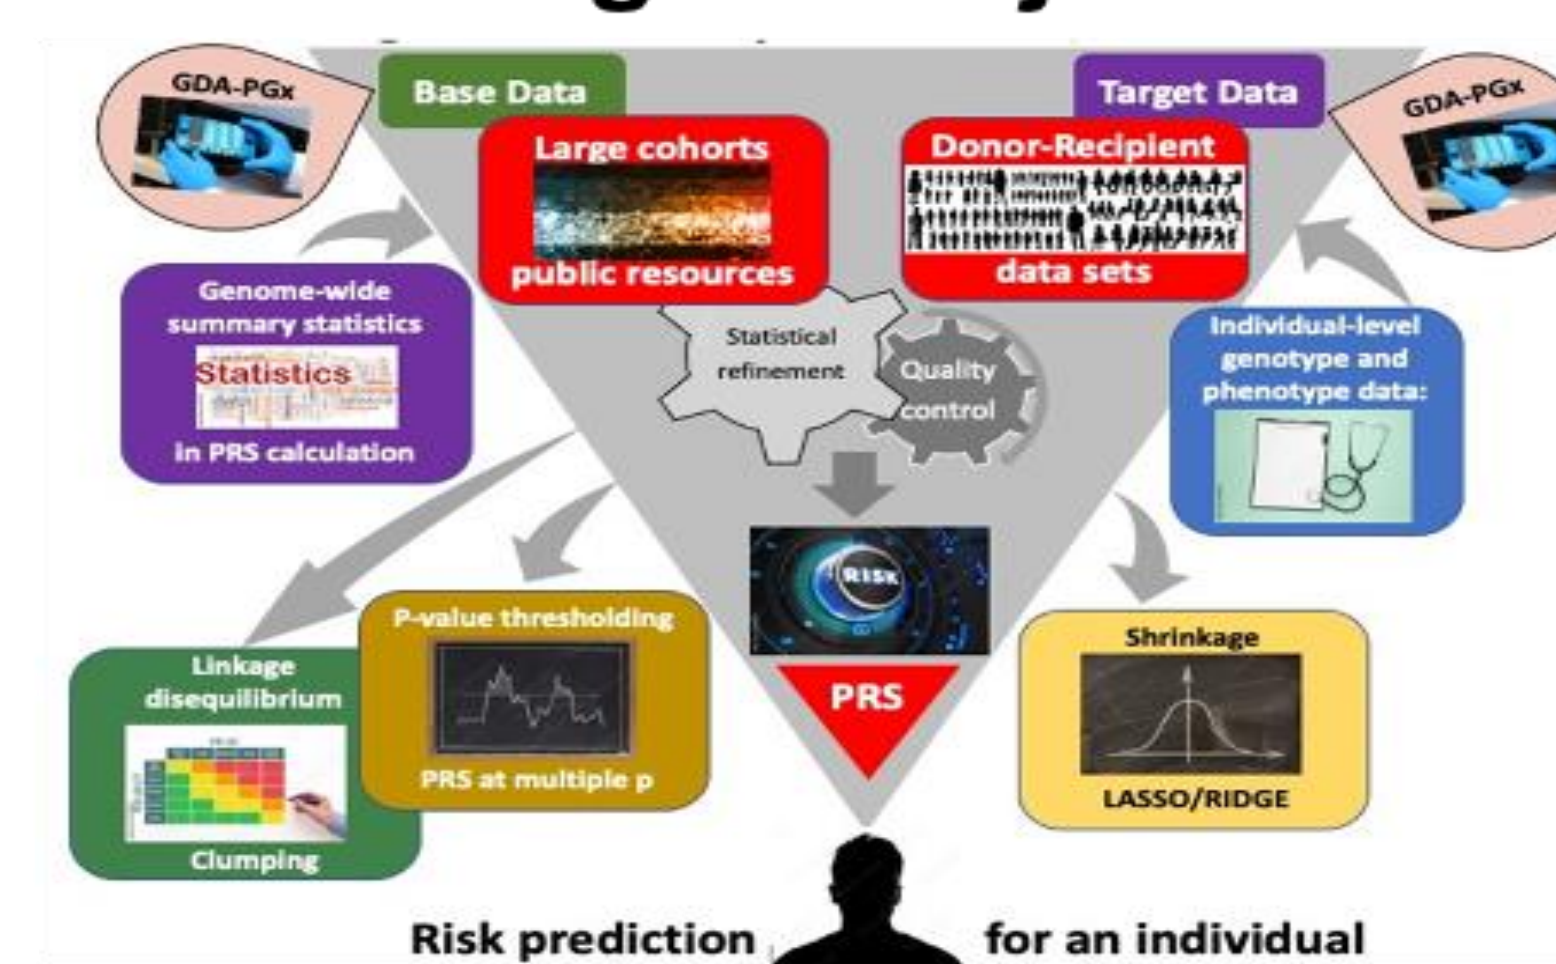 GDA-PGx
Base Data
Target Data
GDA-PGx
Large cohorts
public resources
Donor-Recipient
data sets
Genome-wide
summary statistics
Statistics
in PRS calculation
Statistical
refinement
Quality
control
Individual-level
genotype and
phenotype data:
RISK
P-value thresholding
PRS at multiple p
Linkage
disequilibrium
Clumping
PRS
Shrinkage
LASSO/RIDGE
Risk prediction
for an individual